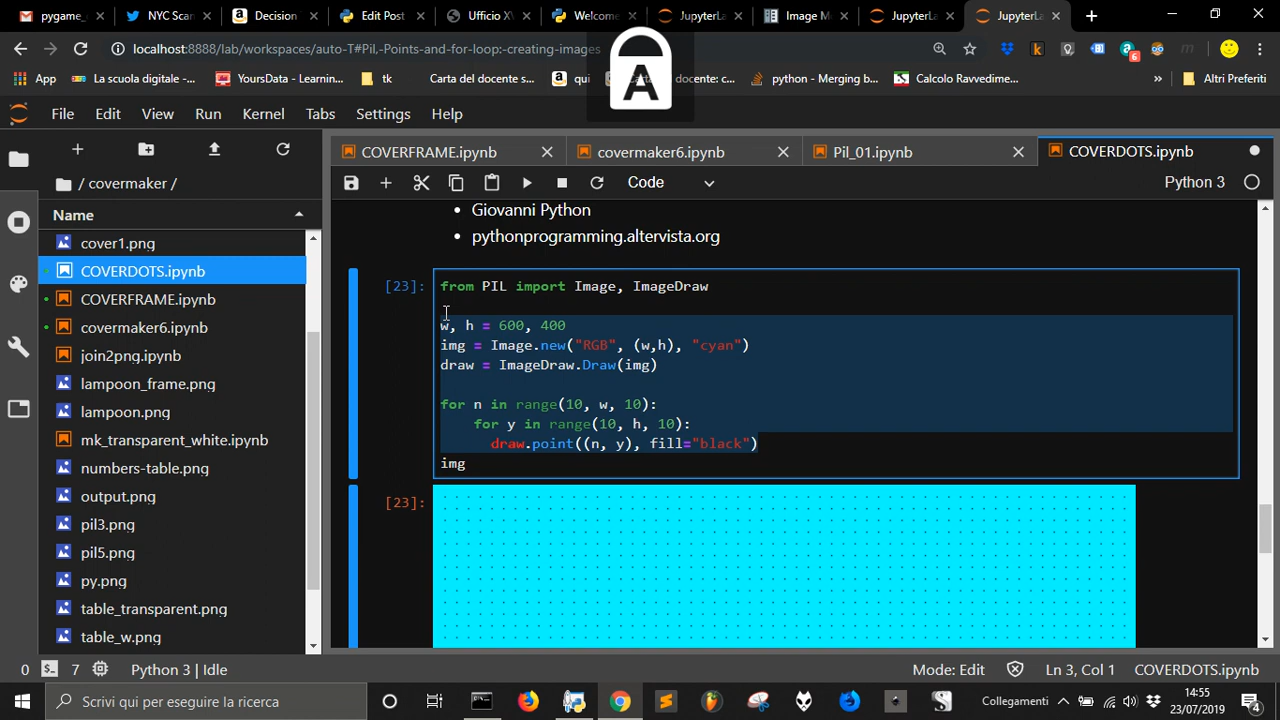 pygame_
NYC Scar
Decision
Edit Post
Ufficio XV
Welcome
JupyterLa
Image M
JupyterLa
JupyterLa
localhost:8888/lab/workspaces/auto-T#Pil,-Points-and-for-loop:-creating-images
6
App
La scuola digitale -...
YoursData - Learnin...
tk
Carta del docente s...
qui
docente: c...
python - Merging b...
Calcolo Ravvedime...
»
Altri Preferiti
A
File Edit View Run Kernel Tabs Settings Help
COVERFRAME.ipynb
covermaker6.ipynb
Pil_01.ipynb
COVERDOTS.ipynb
/ covermaker /
Code
Python 3
Name
cover1.png
COVERDOTS.ipynb
COVERFRAME.ipynb
covermaker6.ipynb
join2png.ipynb
lampoon_frame.png
lampoon.png
mk_transparent_white.ipynb
numbers-table.png
output.png
pil3.png
pil5.png
py.png
table_transparent.png
table_w.png
• Giovanni Python
• pythonprogramming.altervista.org
[23]:
from PIL import Image, ImageDraw
w, h = 600, 400
img = Image.new("RGB", (w,h), "cyan")
draw = ImageDraw.Draw(img)
for n in range(10, w, 10):
for y in range(10, h, 10):
draw.point((n, y), fill="black")
img
[23]:
0
7
Python 3 | Idle
Mode: Edit
Ln 3, Col 1
COVERDOTS.ipynb
Scrivi qui per eseguire la ricerca
Collegamenti
14:55
23/07/2019
4